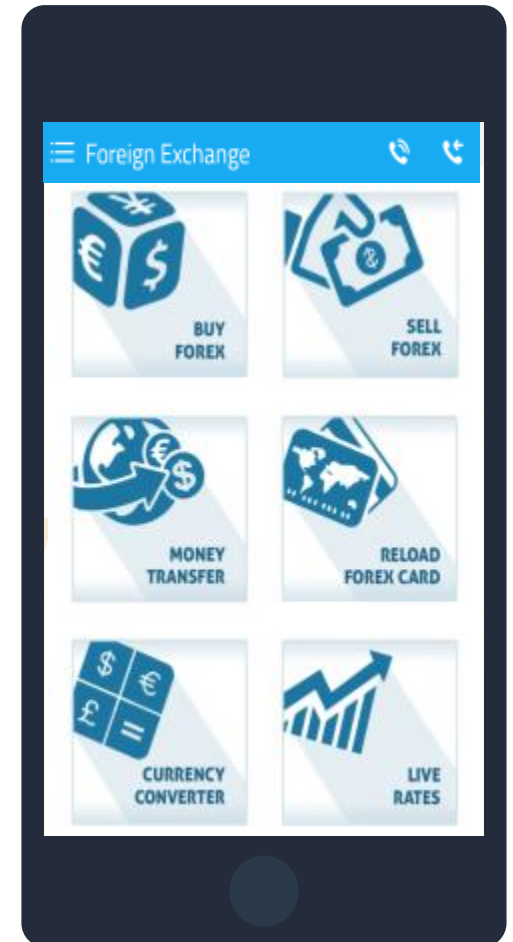 Foreign Exchange
BUY
FOREX
SELL
FOREX
MONEY
TRANSFER
RELOAD
FOREX CARD
CURRENCY
CONVERTER
LIVE
RATES